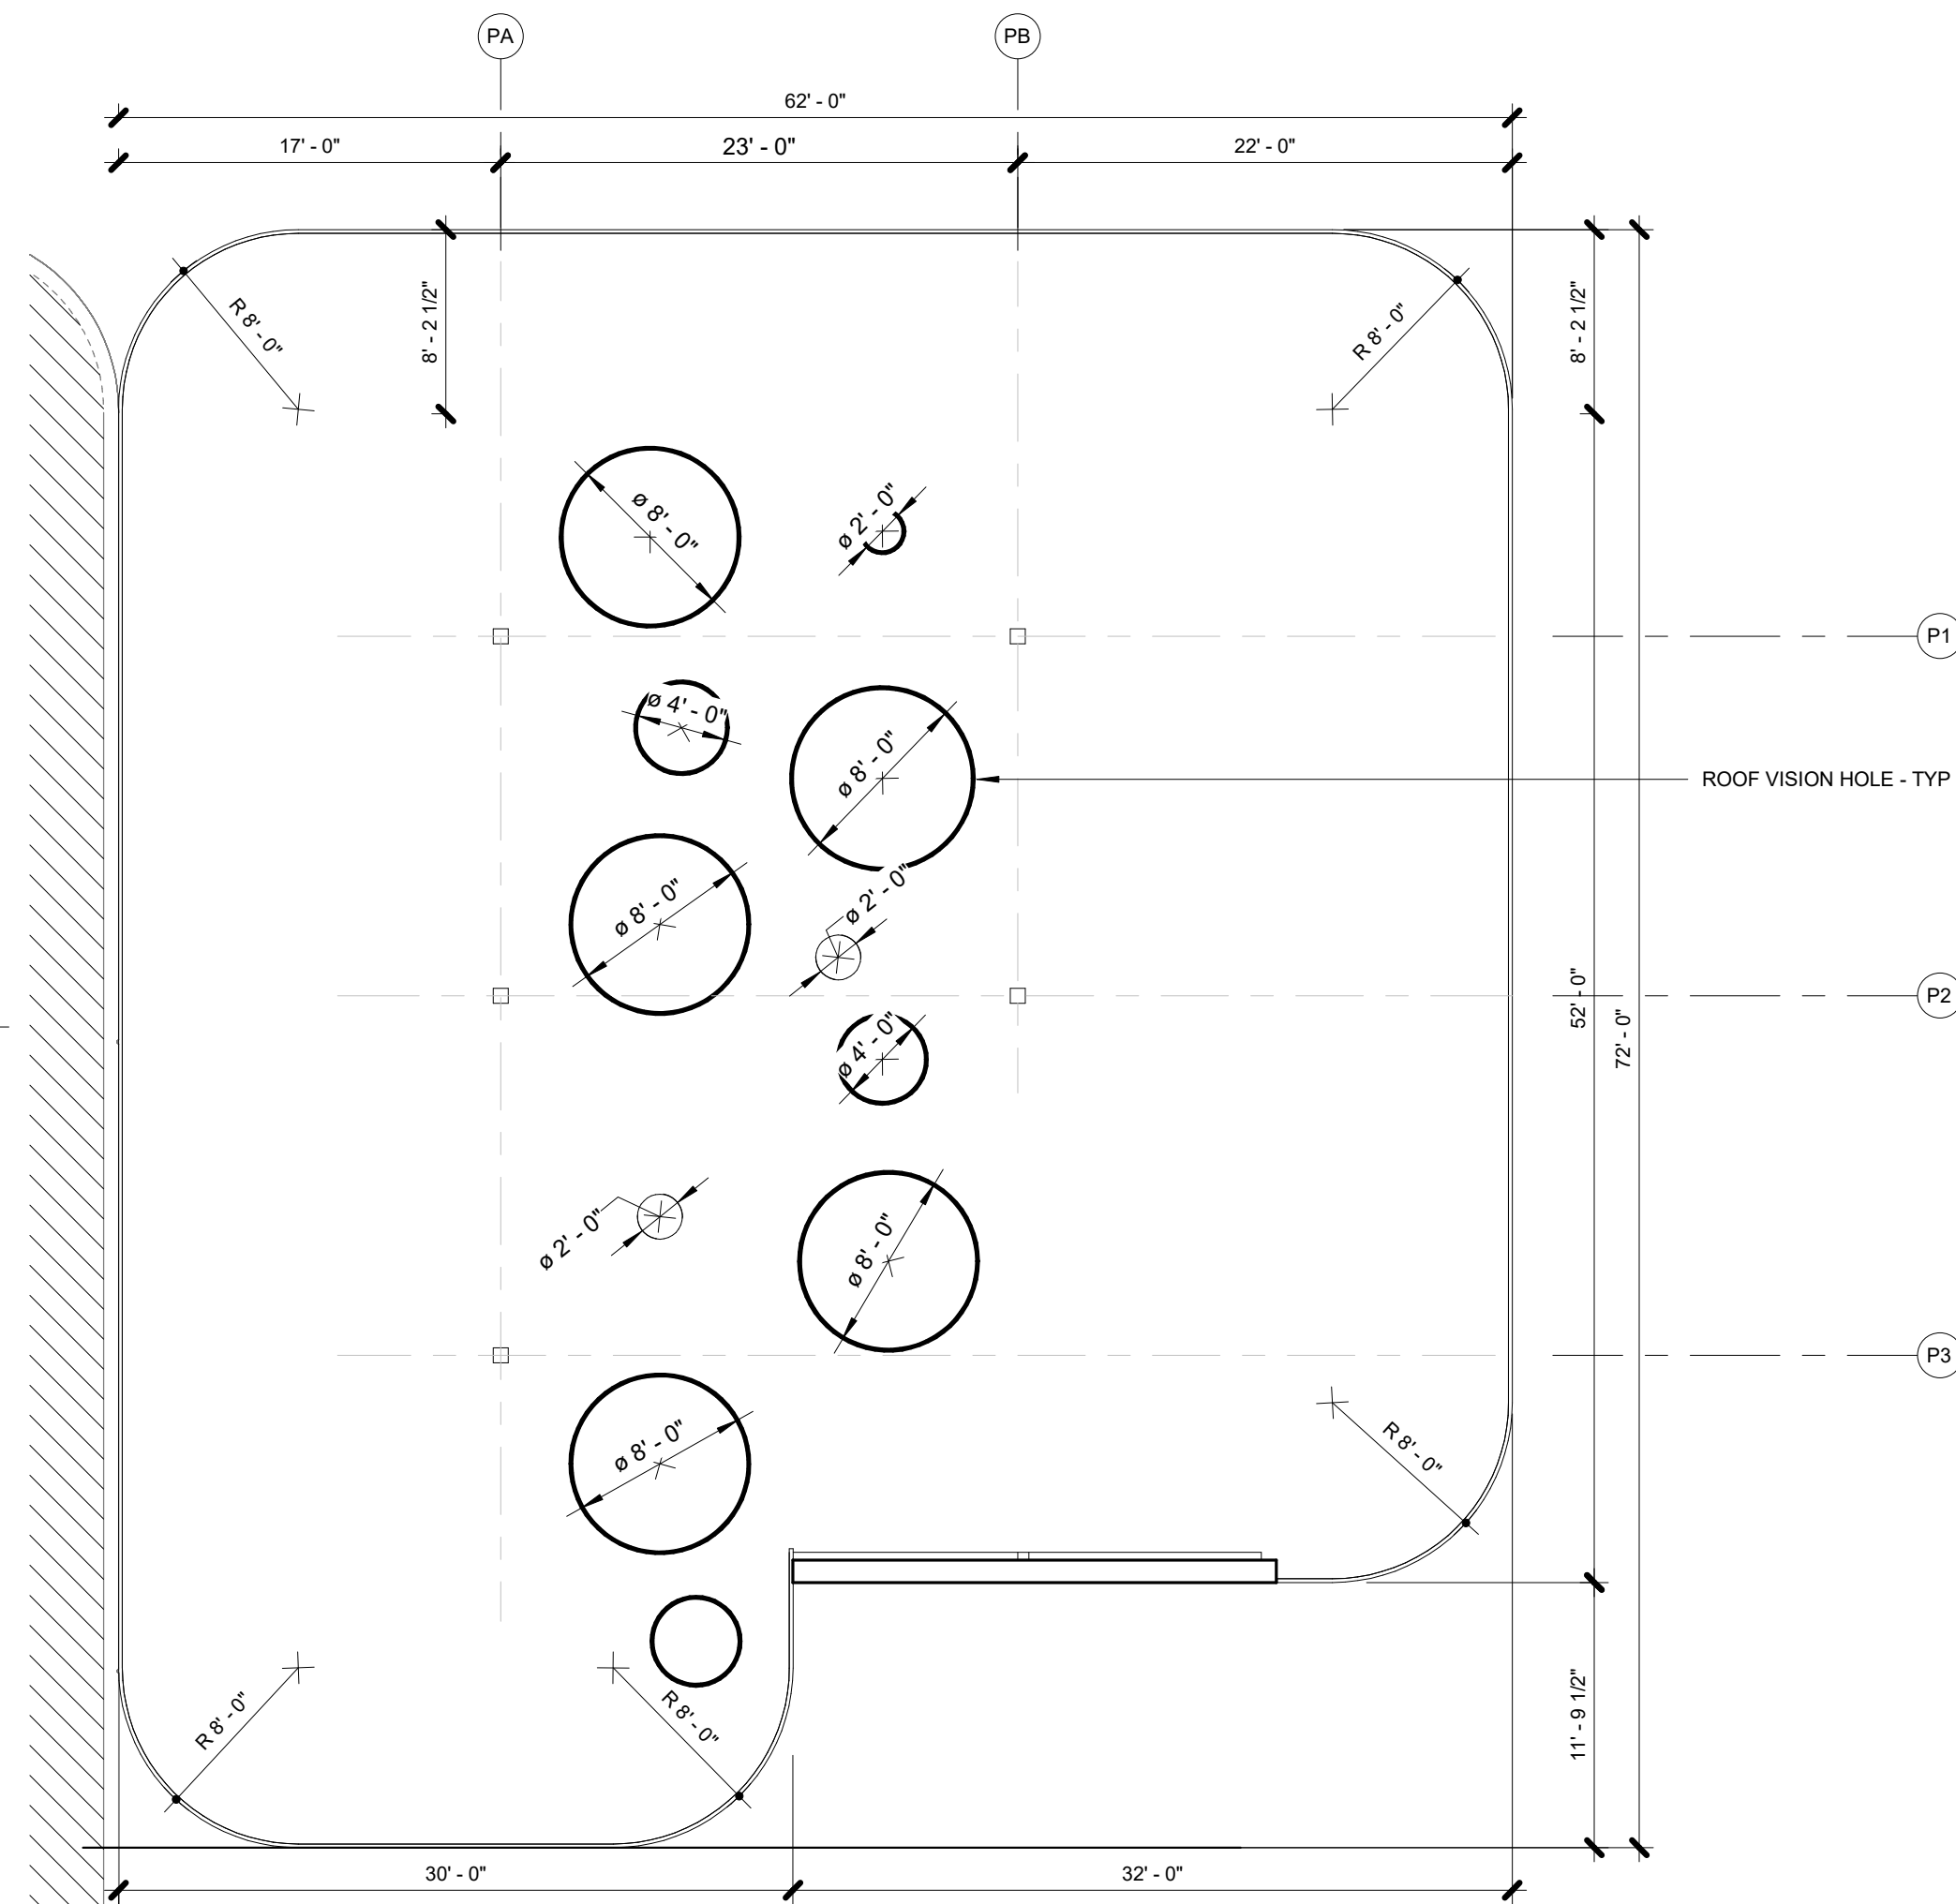 PA
PB
62' - 0"
17' - 0"
23' - 0"
22' - 0"
R 8' - 0"
8' - 2 1/2"
R 8' - 0"
8' - 2 1/2"
ø 8' - 0"
ø 2' - 0"
P1
ø 4' - 0"
ø 8' - 0"
ROOF VISION HOLE - TYP
ø 8' - 0"
ø 2' - 0"
52' - 0"
P2
72' - 0"
ø 4' - 0"
ø 2' - 0"
ø 8' - 0"
P3
ø 8' - 0"
R 8' - 0"
R 8' - 0"
R 8' - 0"
11' - 9 1/2"
30' - 0"
32' - 0"